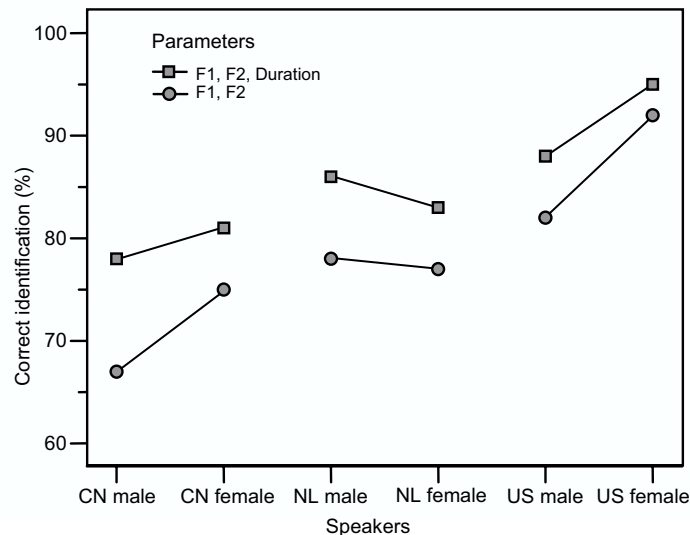 Parameters
F1, F2, Duration
F1, F2
Correct identification (%)
100
90
80
70
60
CN male CN female NL male NL female US male US female
Speakers